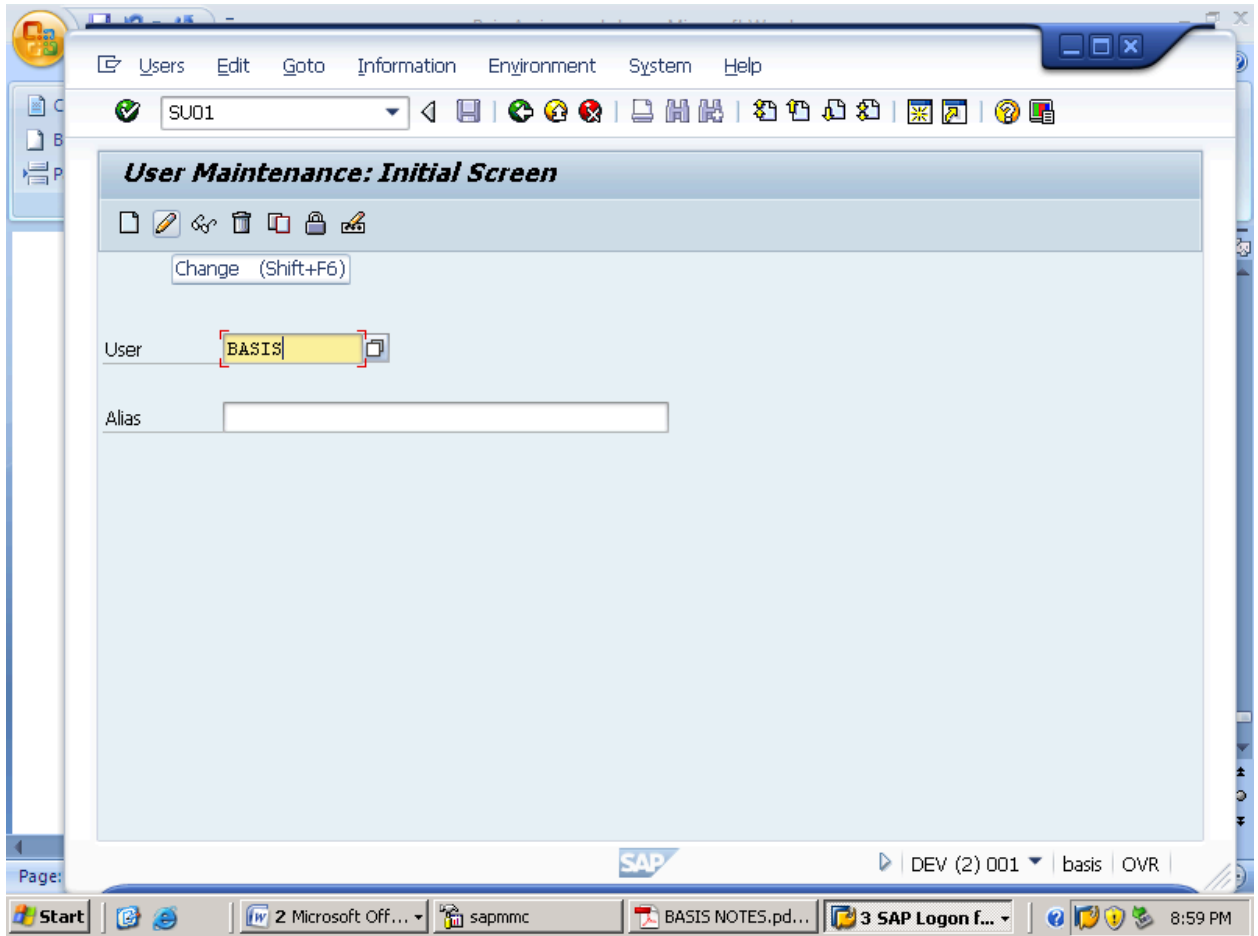 Users Edit Goto Information Environment System Help
SU01
User Maintenance: Initial Screen
Change (Shift+F6)
User BASIS
Alias
SAP
DEV (2) 001 basis OVR
Page:
Start 2 Microsoft Off... sapmmc BASIS NOTES.pd... 3 SAP Logon f... 8:59 PM